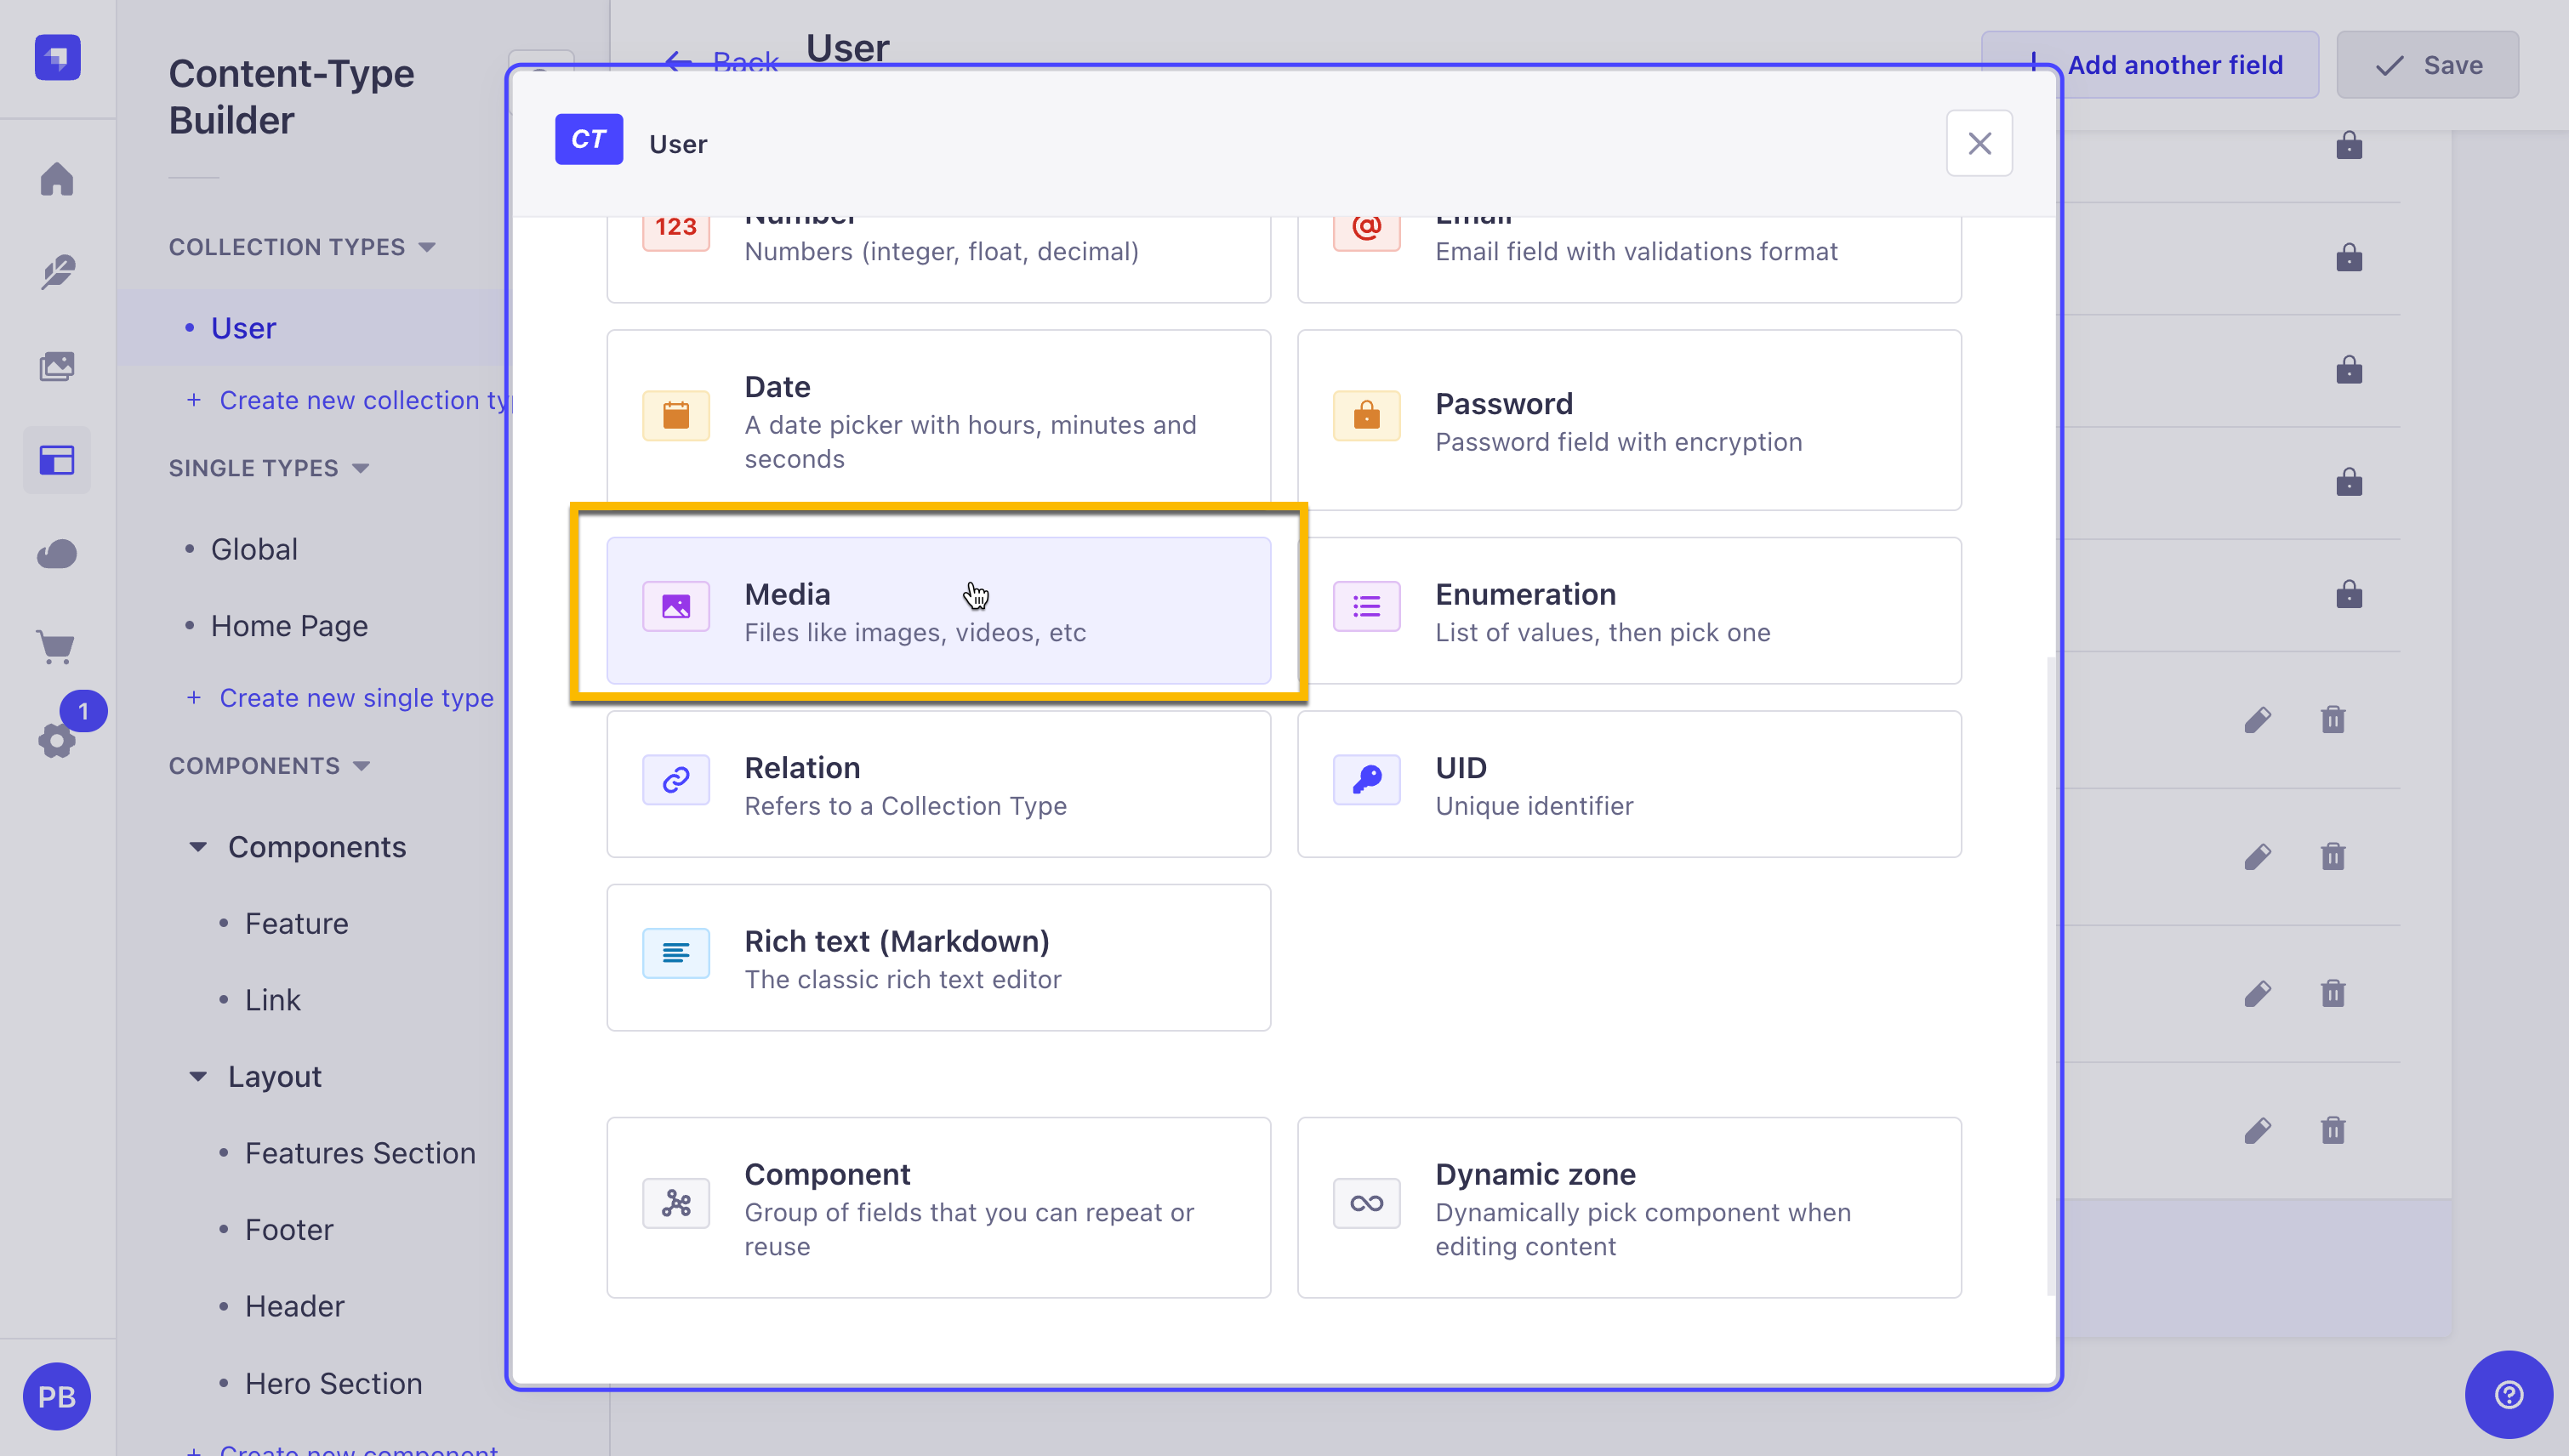 Content-Type
Builder
COLLECTION TYPES
User
+ Create new collection
SINGLE TYPES
Global
Home Page
+ Create new single type
1
COMPONENTS
Components
Feature
Link
Layout
Features Section
Footer
Header
Hero Section
+ Create new component
PB
Back
User
Add another field
Save
CT
User
123
Number
Numbers (integer, float, decimal)
@
Email
Email field with validations format
Date
A date picker with hours, minutes and
seconds
Password
Password field with encryption
Media
Files like images, videos, etc
Enumeration
List of values, then pick one
Relation
Refers to a Collection Type
UID
Unique identifier
Rich text (Markdown)
The classic rich text editor
Component
Group of fields that you can repeat or
reuse
Dynamic zone
Dynamically pick component when
editing content
?